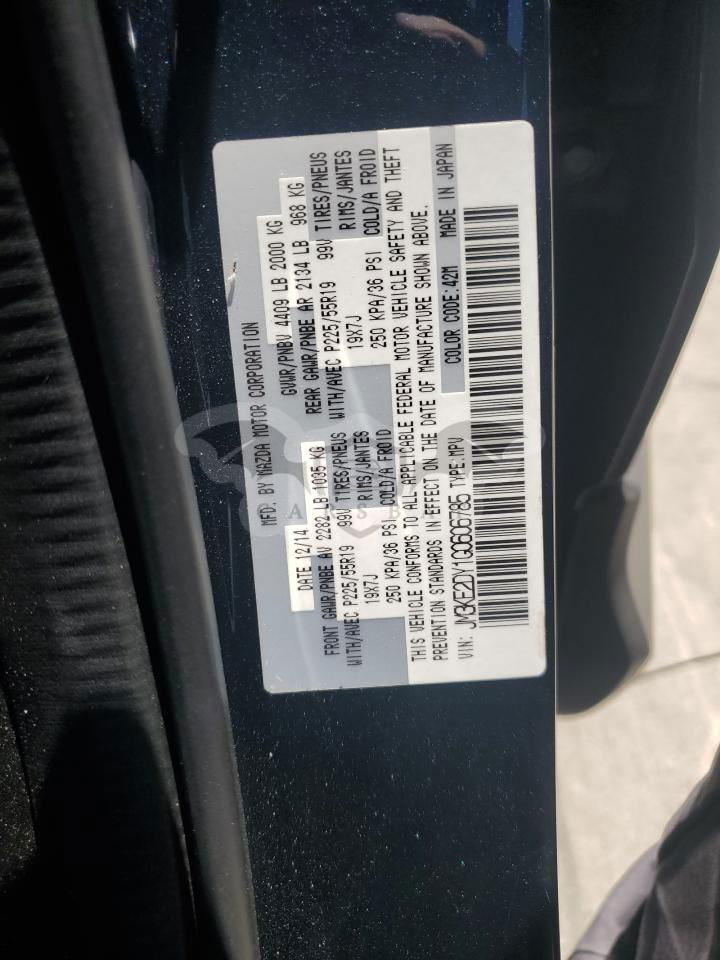 MFD. BY MAZDA MOTOR CORPORATION
DATE 12/14 GVWR/PNBV 4409 LB 2000 KG
FRONT GAWR/PNBE AV 2282 LB 1035 KG REAR GAWR/PNBE AR 2134 LB 968 KG
WITH/AVEC P225/55R19 99V TIRES/PNEUS WITH/AVEC P225/55R19 99V TIRES/PNEUS
19X7J RIMS/JANTES 19X7J RIMS/JANTES
250 KPA/36 PSI COLD/A FROID 250 KPA/36 PSI COLD/A FROID
THIS VEHICLE CONFORMS TO ALL APPLICABLE FEDERAL MOTOR VEHICLE SAFETY AND THEFT
PREVENTION STANDARDS IN EFFECT ON THE DATE OF MANUFACTURE SHOWN ABOVE.
VIN: JM3KE2DY1G0606785 TYPE:MPV COLOR CODE:42M MADE IN JAPAN